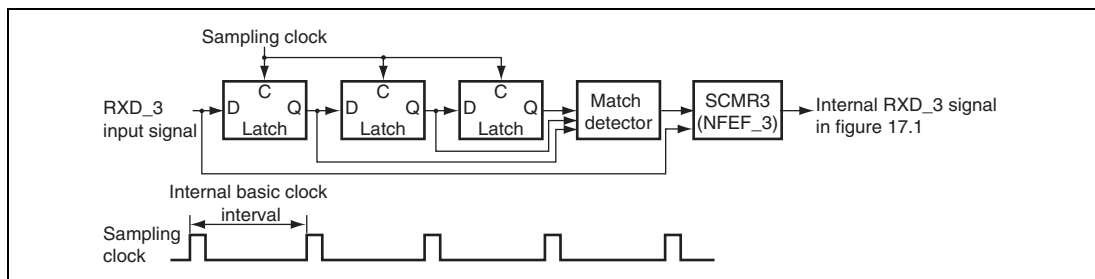 Sampling clock
RXD_3
input signal
D
C
Q
Latch
D
C
Q
Latch
D
C
Q
Latch
Match
detector
SCMR3
(NFEF_3)
Internal RXD_3 signal
in figure 17.1
Internal basic clock
interval
Sampling
clock